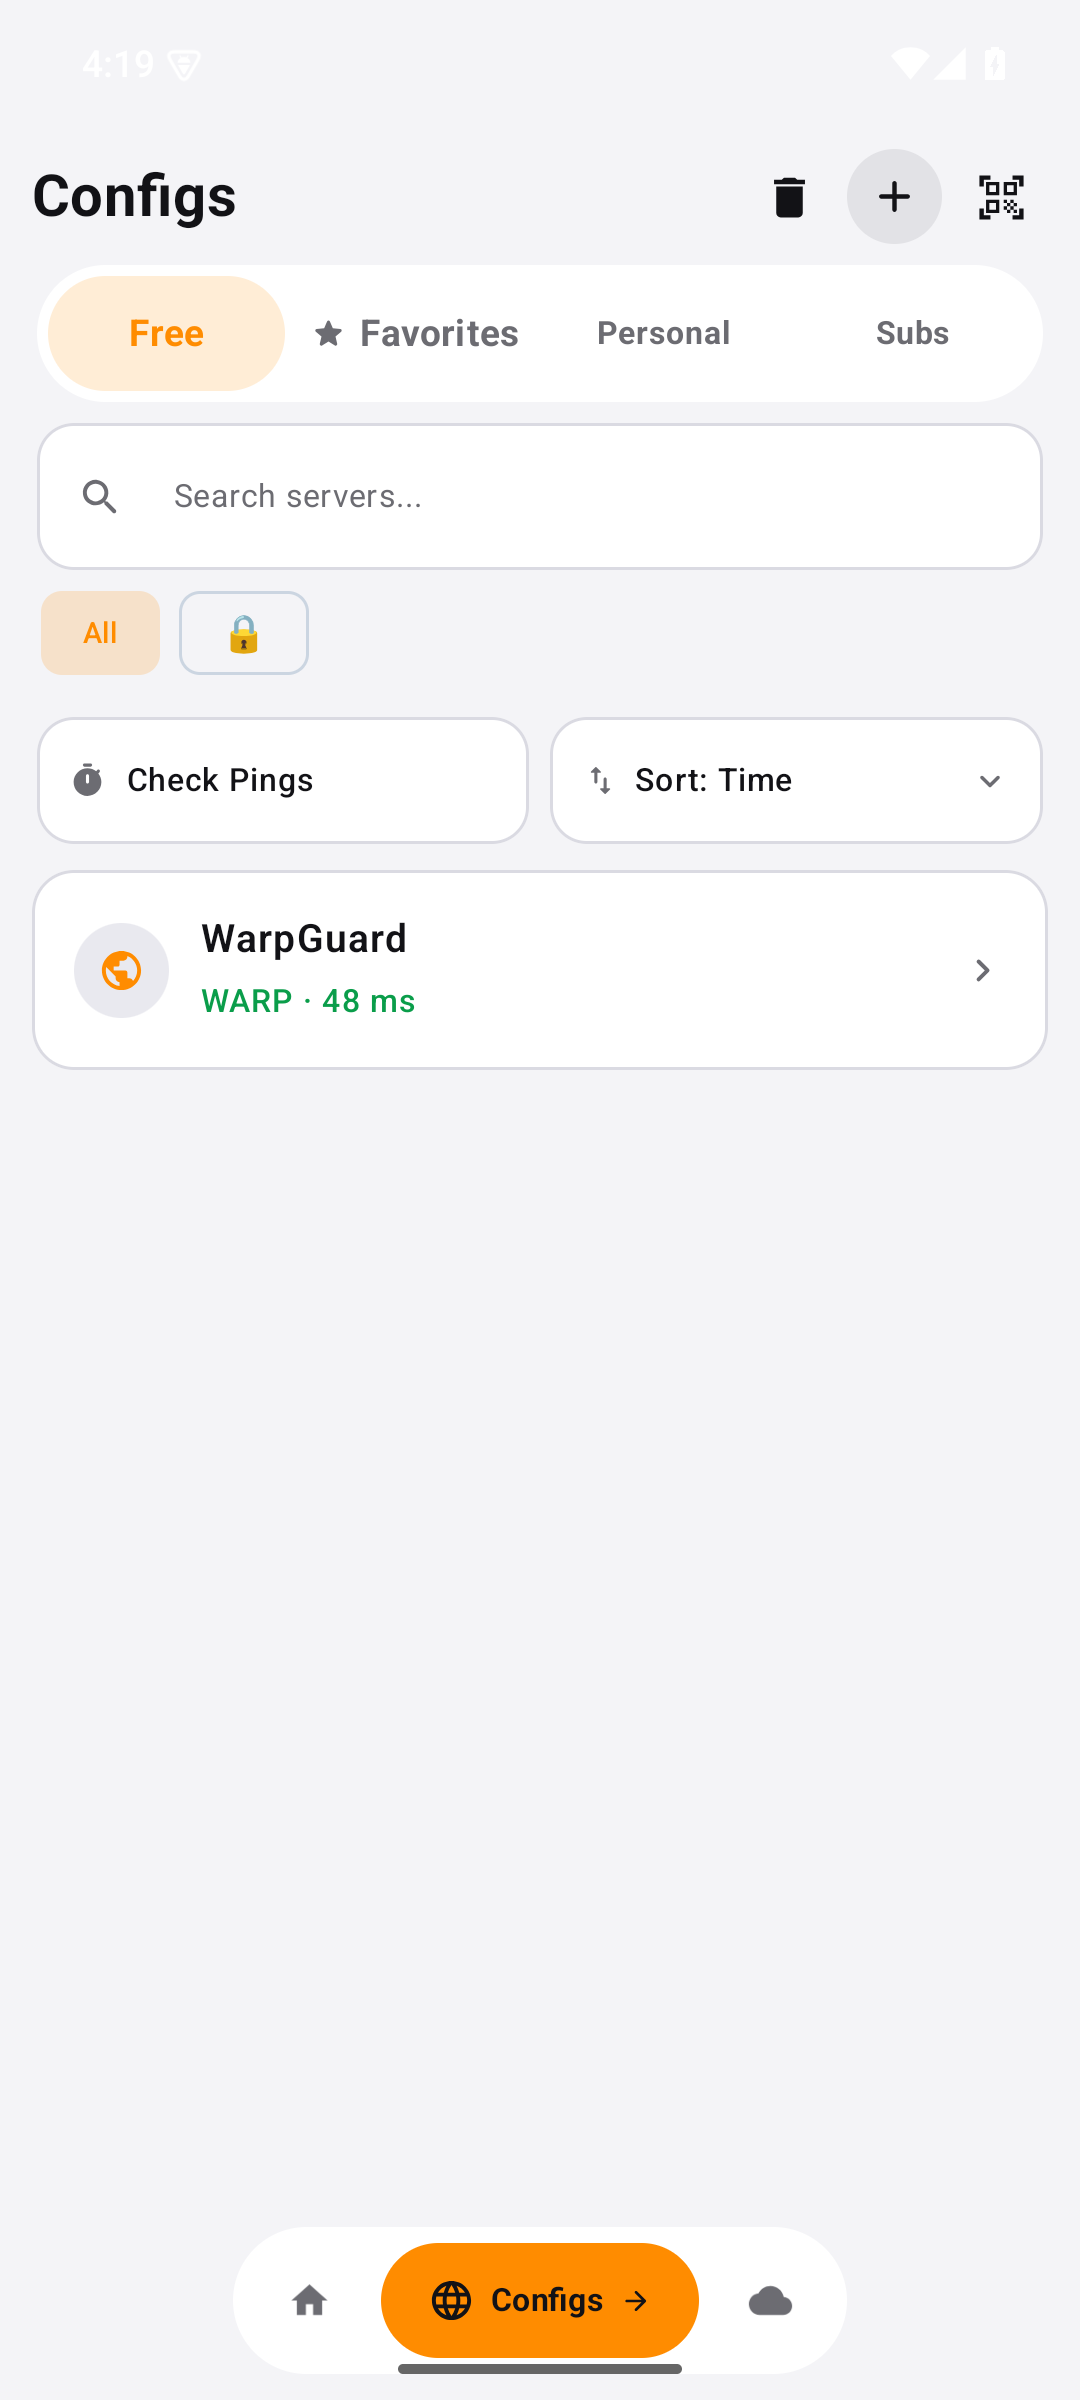 4:19
Configs
Free
Favorites
Personal
Subs
Search servers...
All
Check Pings
Sort: Time
WarpGuard
WARP · 48 ms
Configs